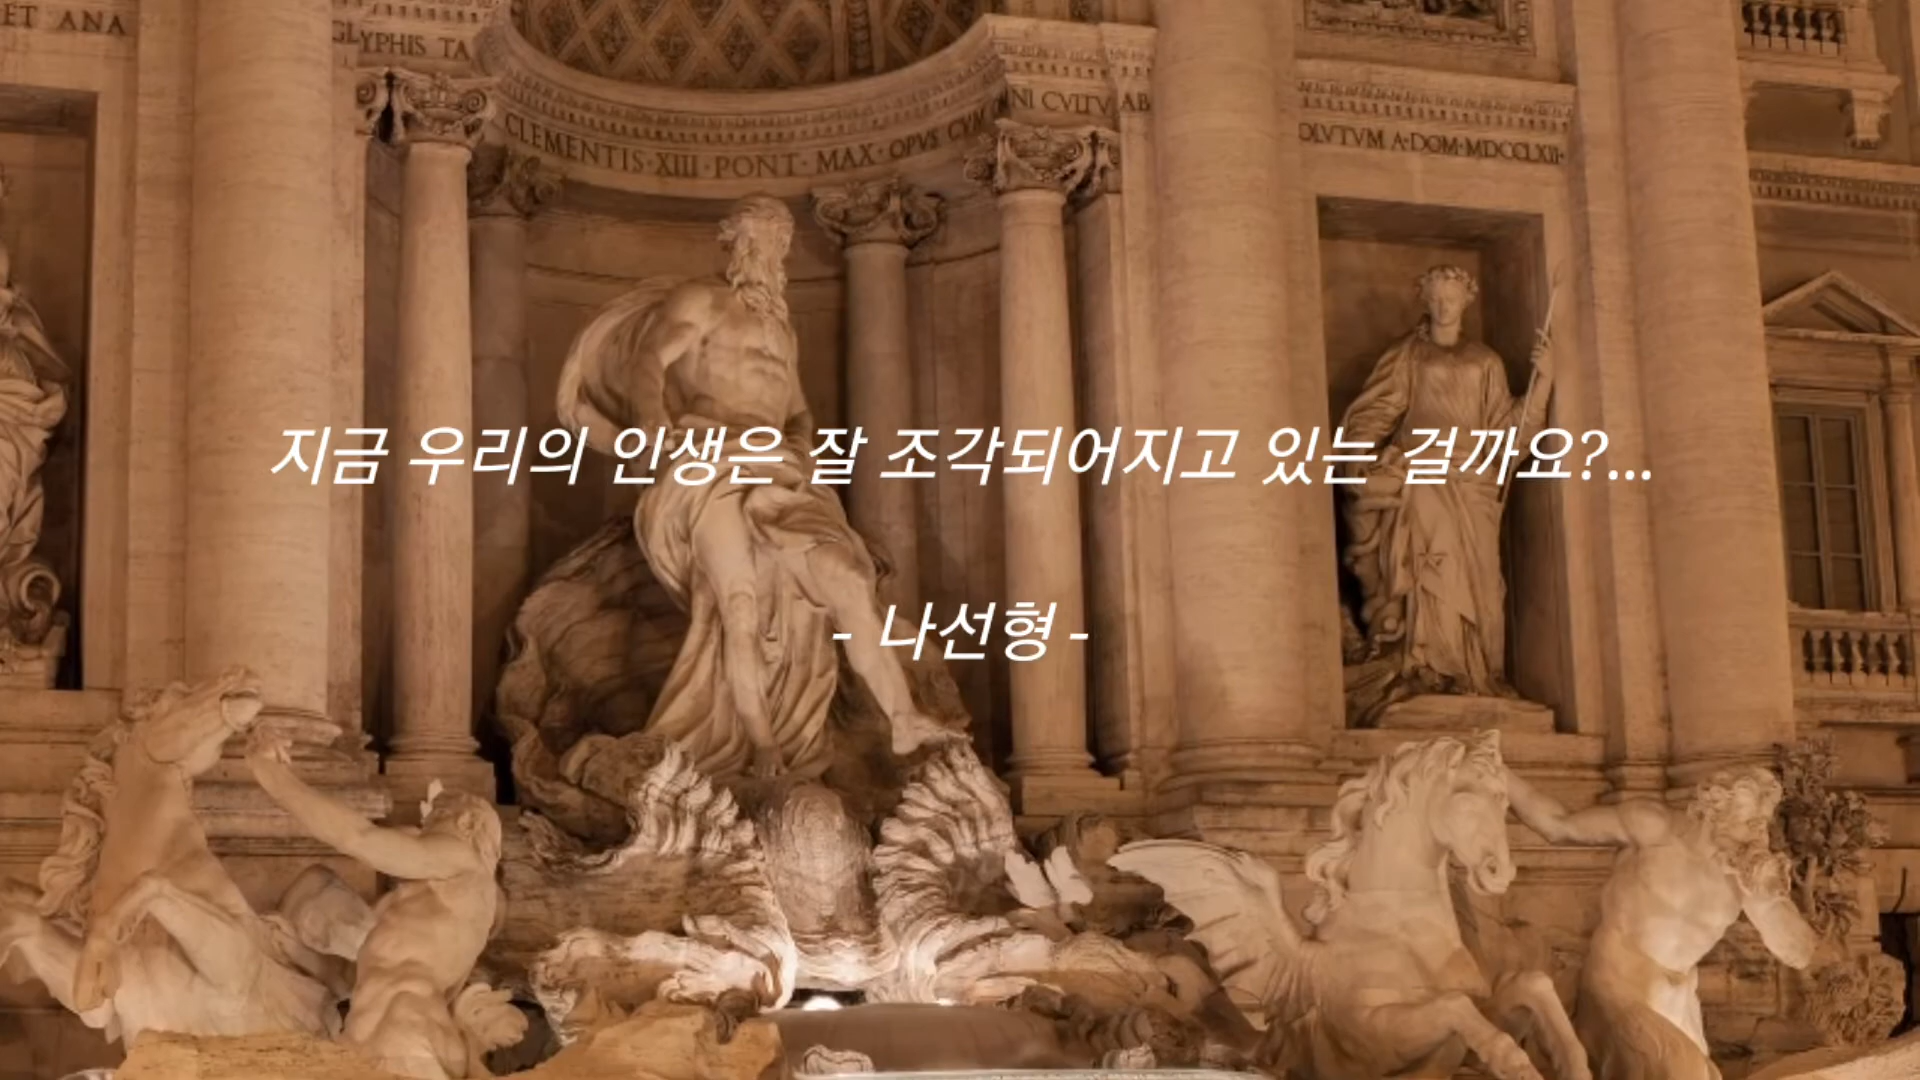 ET ANA
GLYPHIS TA
CLEMENTIS·XIII·PONT·MAX·OPVS CVM
NI CVLTV AB
OLVTVM A·DOM·MDCCLXII·
지금 우리의 인생은 잘 조각되어지고 있는 걸까요?...
- 나선형 -